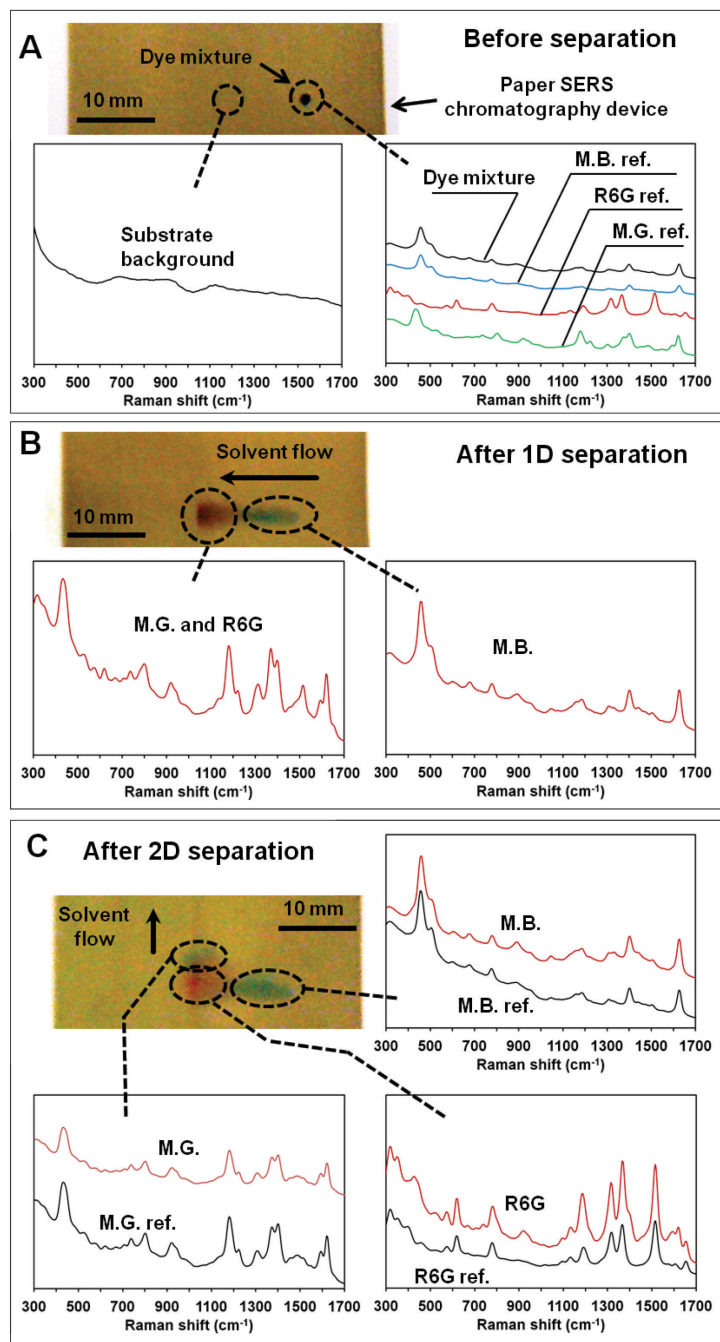 A
Before separation
Dye mixture
10 mm
Paper SERS
chromatography device
Substrate
background
300 500 700 900 1100 1300 1500 1700
Raman shift (cm-1)
Dye mixture
M.B. ref.
R6G ref.
M.G. ref.
300 500 700 900 1100 1300 1500 1700
Raman shift (cm-1)
B
After 1D separation
Solvent flow
10 mm
M.G. and R6G
300 500 700 900 1100 1300 1500 1700
Raman shift (cm-1)
M.B.
300 500 700 900 1100 1300 1500 1700
Raman shift (cm-1)
C
After 2D separation
Solvent
flow
10 mm
M.B.
M.B. ref.
300 500 700 900 1100 1300 1500 1700
Raman shift (cm-1)
M.G.
M.G. ref.
300 500 700 900 1100 1300 1500 1700
Raman shift (cm-1)
R6G
R6G ref.
300 500 700 900 1100 1300 1500 1700
Raman shift (cm-1)